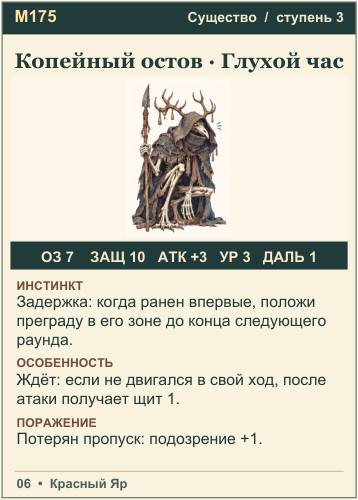 M175
Существо / ступень 3
Копейный остов · Глухой час
ОЗ 7 ЗАЩ 10 АТК +3 УР 3 ДАЛЬ 1
ИНСТИНКТ
Задержка: когда ранен впервые, положи
преграду в его зоне до конца следующего
раунда.
ОСОБЕННОСТЬ
Ждёт: если не двигался в свой ход, после
атаки получает щит 1.
ПОРАЖЕНИЕ
Потерян пропуск: подозрение +1.
06 • Красный Яр